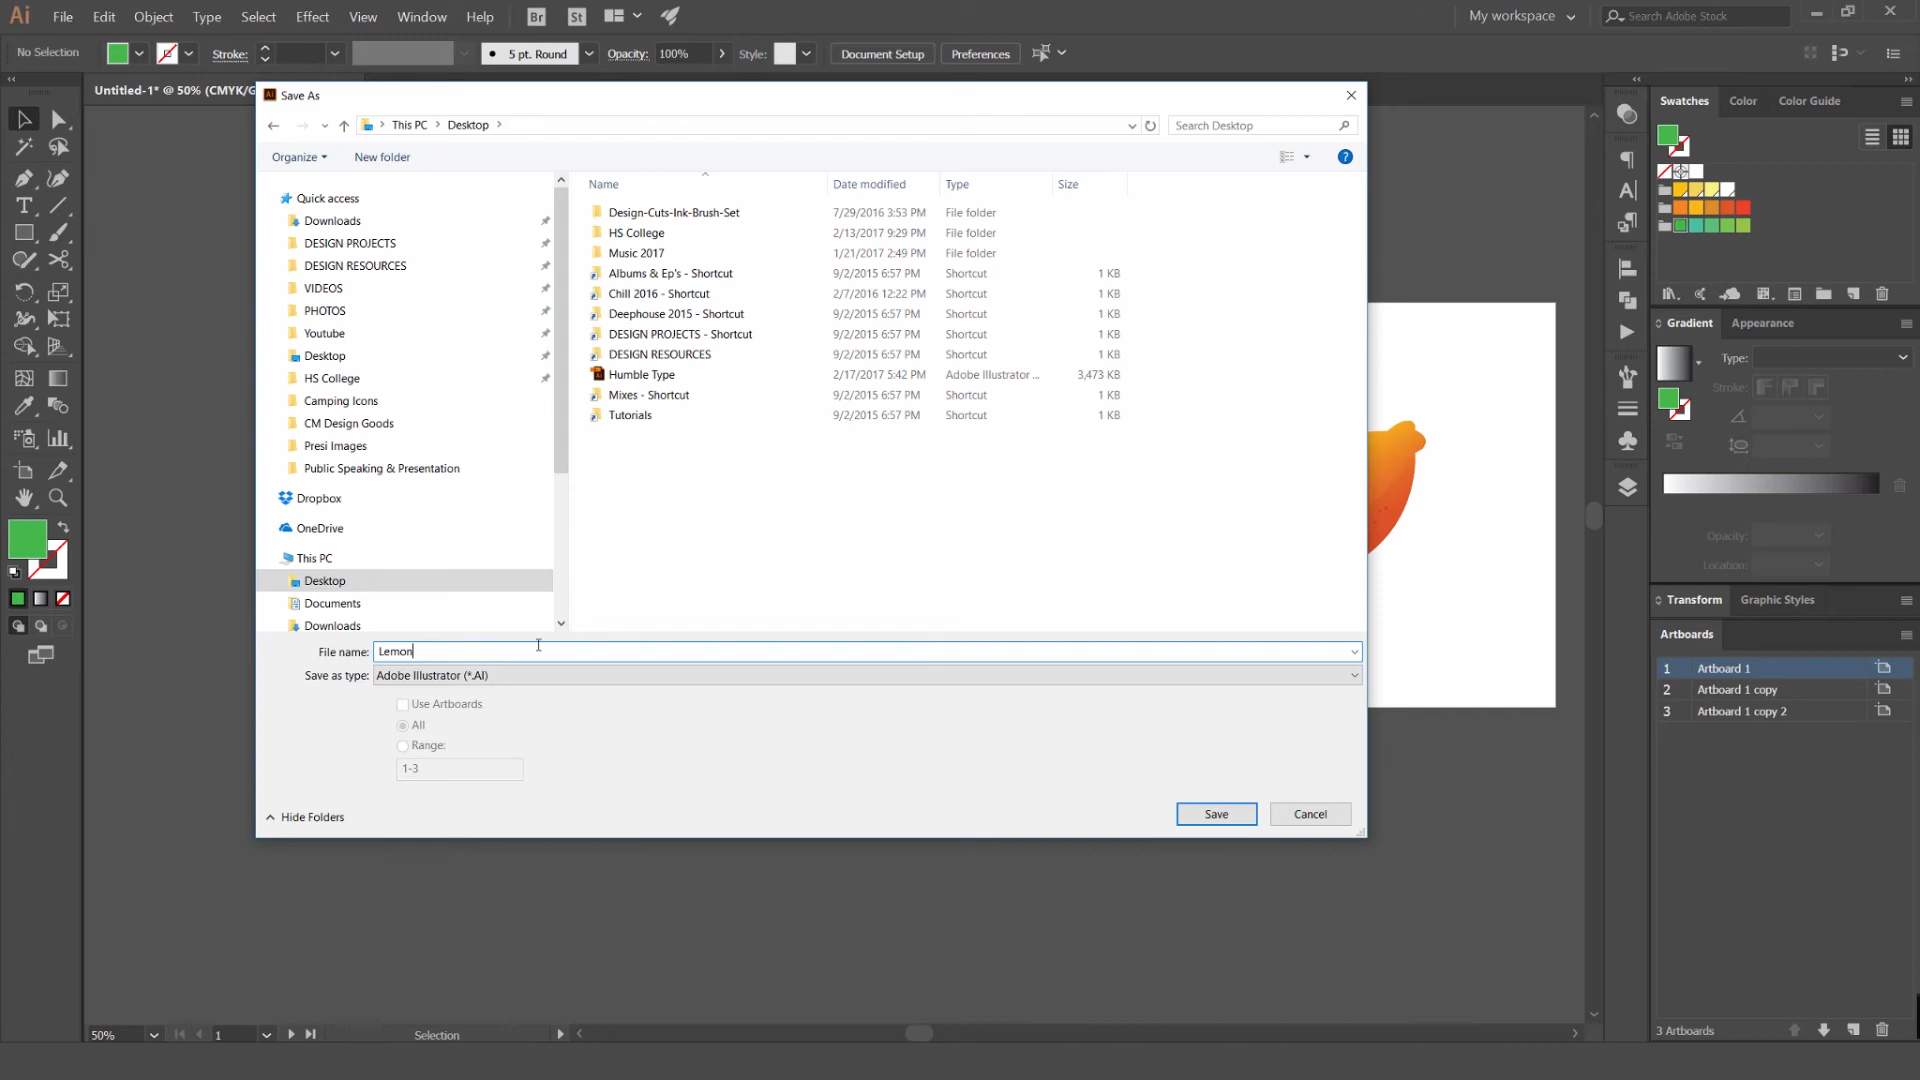 Ai File Edit Object Type Select Effect View Window Help Br St My workspace Search Adobe Stock
No Selection Stroke: 5 pt. Round Opacity: 100% Style: Document Setup Preferences
Untitled-1* @ 50% (CMYK/G
Save As
This PC Desktop
Search Desktop
Organize New folder
Quick access
Downloads
DESIGN PROJECTS
DESIGN RESOURCES
VIDEOS
PHOTOS
Youtube
Desktop
HS College
Camping Icons
CM Design Goods
Presi Images
Public Speaking & Presentation
Dropbox
OneDrive
This PC
Desktop
Documents
Downloads
Name Date modified Type Size
Design-Cuts-Ink-Brush-Set 7/29/2016 3:53 PM File folder
HS College 2/13/2017 9:29 PM File folder
Music 2017 1/21/2017 2:49 PM File folder
Albums & Ep's - Shortcut 9/2/2015 6:57 PM Shortcut 1 KB
Chill 2016 - Shortcut 2/7/2016 12:22 PM Shortcut 1 KB
Deephouse 2015 - Shortcut 9/2/2015 6:57 PM Shortcut 1 KB
DESIGN PROJECTS - Shortcut 9/2/2015 6:57 PM Shortcut 1 KB
DESIGN RESOURCES 9/2/2015 6:57 PM Shortcut 1 KB
Humble Type 2/17/2017 5:42 PM Adobe Illustrator ... 3,473 KB
Mixes - Shortcut 9/2/2015 6:57 PM Shortcut 1 KB
Tutorials 9/2/2015 6:57 PM Shortcut 1 KB
File name: Lemon
Save as type: Adobe Illustrator (*.AI)
Use Artboards
All
Range:
1-3
Hide Folders
Save Cancel
Swatches Color Color Guide
Gradient Appearance
Type:
Stroke:
Opacity:
Location:
Transform Graphic Styles
Artboards
1 Artboard 1
2 Artboard 1 copy
3 Artboard 1 copy 2
3 Artboards
50% 1 Selection